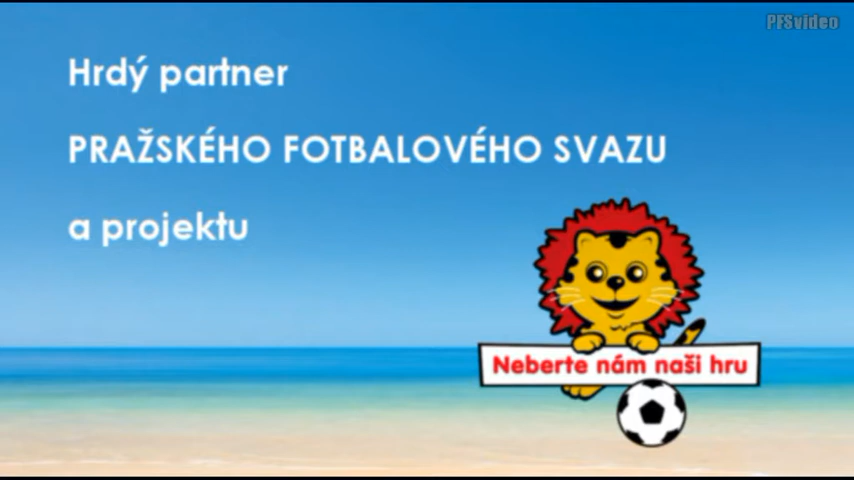 PFSvideo
Hrdý partner
PRAŽSKÉHO FOTBALOVÉHO SVAZU
a projektu
Neberte nám naši hru